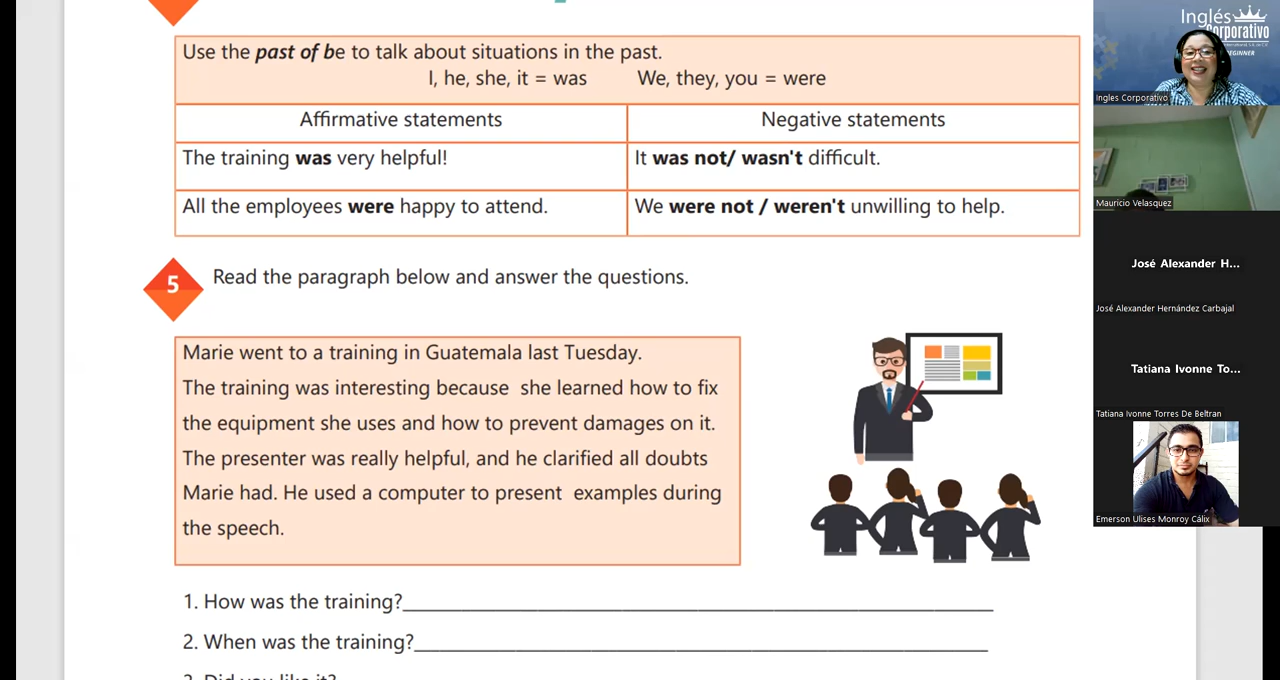 Use the past of be to talk about situations in the past.
I, he, she, it = was We, they, you = were
Affirmative statements Negative statements
The training was very helpful! It was not/ wasn't difficult.
All the employees were happy to attend. We were not / weren't unwilling to help.
5 Read the paragraph below and answer the questions.
Marie went to a training in Guatemala last Tuesday.
The training was interesting because she learned how to fix
the equipment she uses and how to prevent damages on it.
The presenter was really helpful, and he clarified all doubts
Marie had. He used a computer to present examples during
the speech.
1. How was the training?
2. When was the training?
Did you like it?
Inglés
Corporativo
Ingles Corporativo
Mauricio Velasquez
José Alexander H...
José Alexander Hernández Carbajal
Tatiana Ivonne To...
Tatiana Ivonne Torres De Beltran
Emerson Ulises Monroy Cálix